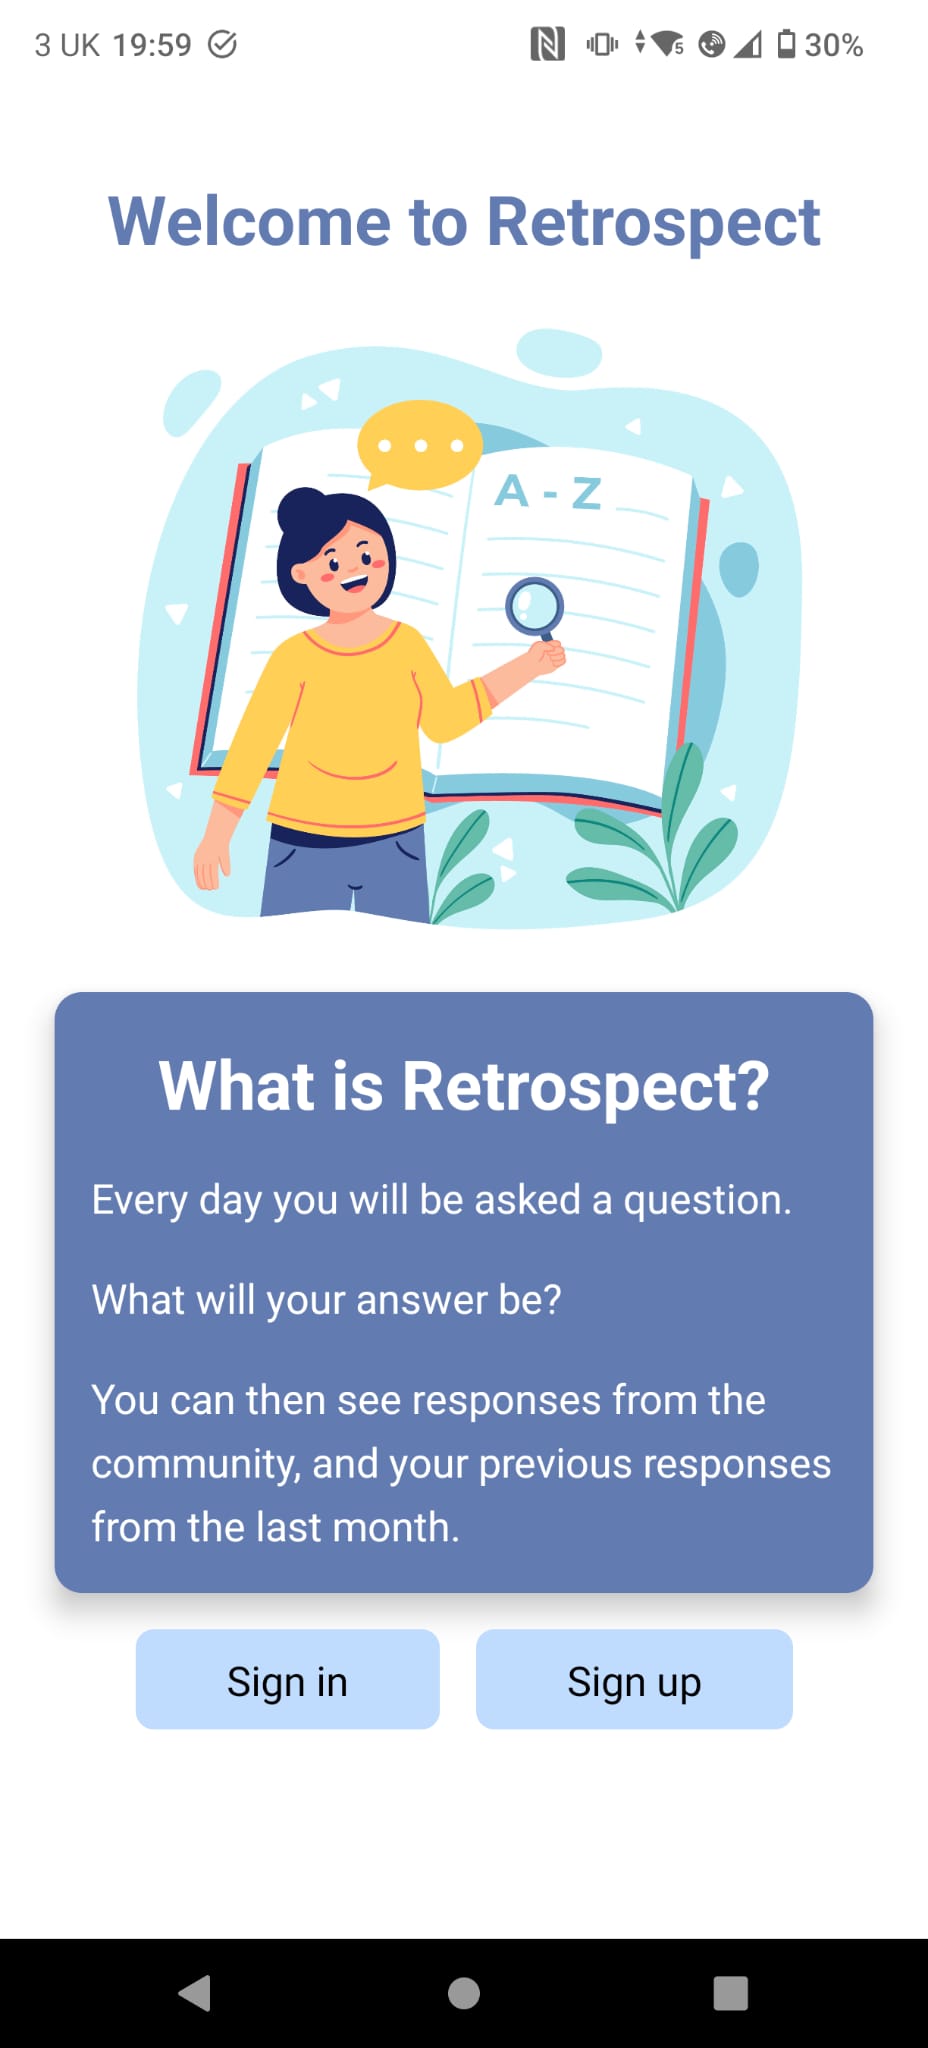 3 UK 19:59 5 30%
Welcome to Retrospect
A - Z
What is Retrospect?
Every day you will be asked a question.
What will your answer be?
You can then see responses from the
community, and your previous responses
from the last month.
Sign in Sign up